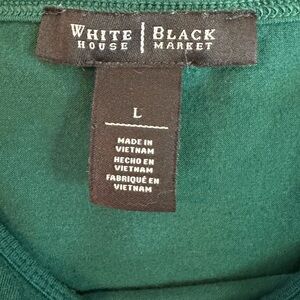 WHITE | BLACK
HOUSE | MARKET
L
MADE IN
VIETNAM
HECHO EN
VIETNAM
FABRIQUÉ EN
VIETNAM